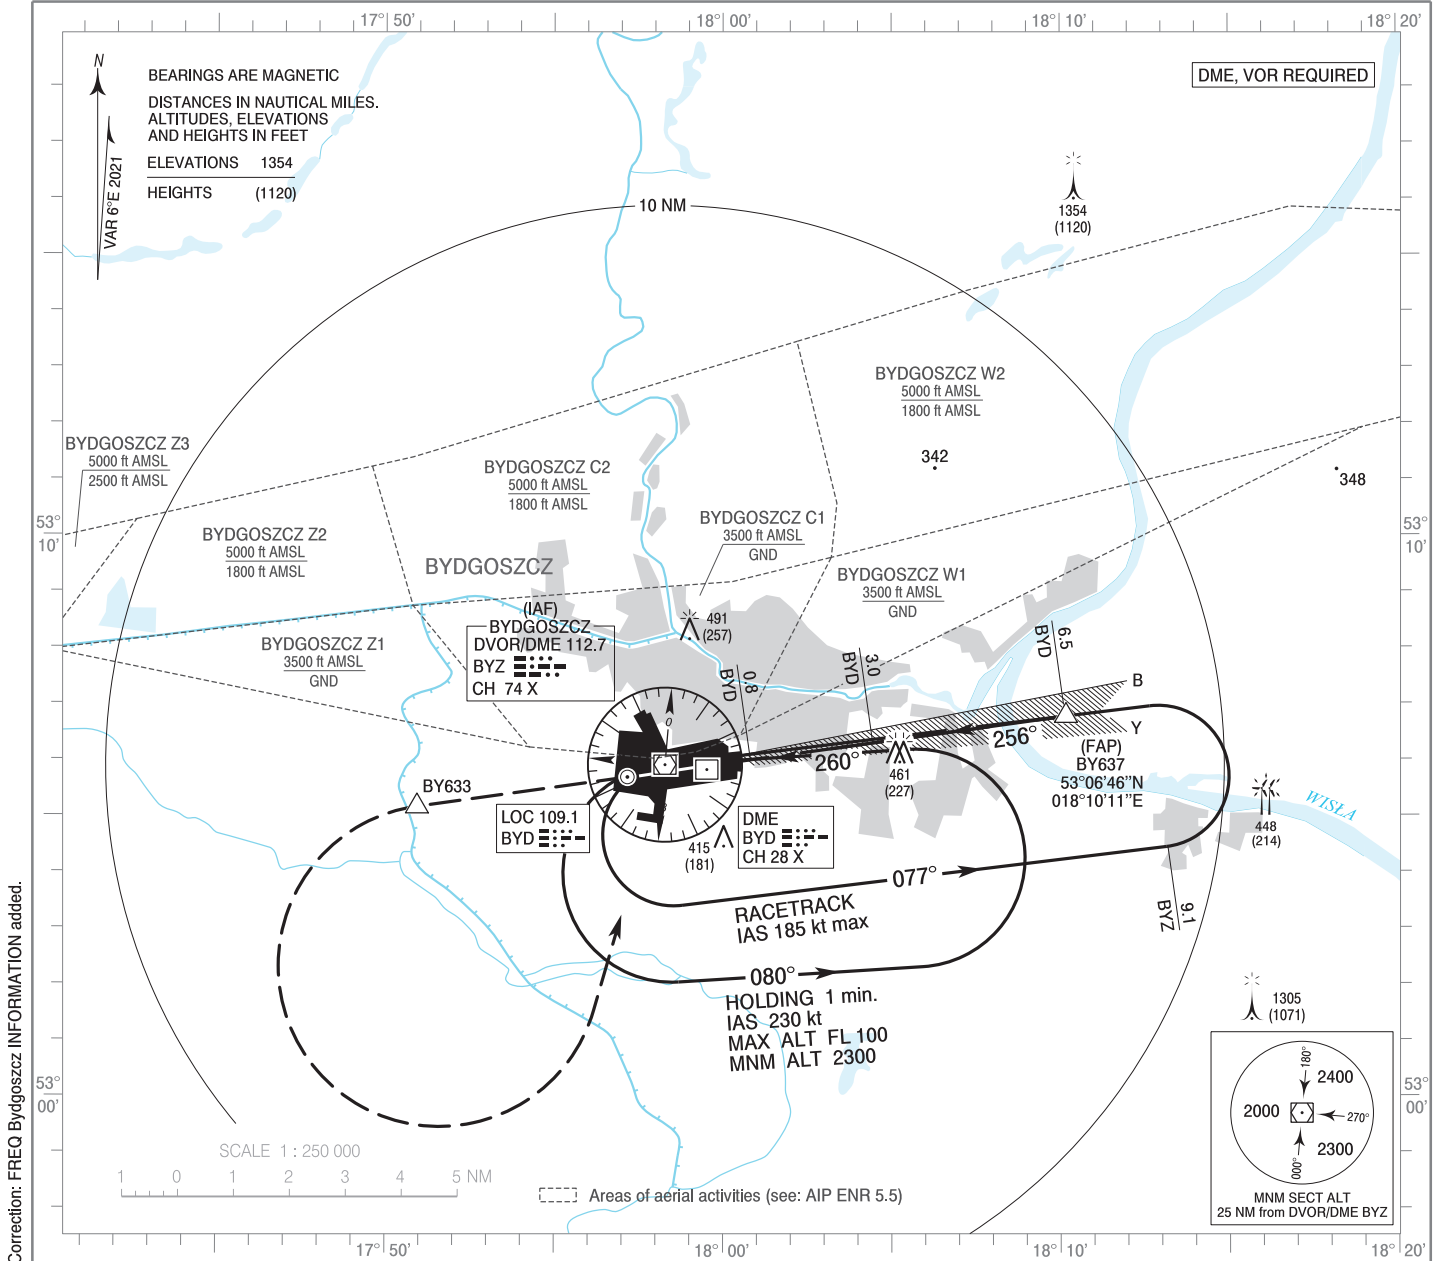 17° 50'
18° 00'
18° 10'
18° 20'
N
VAR 6°E 2021
BEARINGS ARE MAGNETIC
DISTANCES IN NAUTICAL MILES.
ALTITUDES, ELEVATIONS
AND HEIGHTS IN FEET
ELEVATIONS 1354
HEIGHTS (1120)
DME, VOR REQUIRED
10 NM
1354
(1120)
BYDGOSZCZ W2
5000 ft AMSL
1800 ft AMSL
342
348
BYDGOSZCZ Z3
5000 ft AMSL
2500 ft AMSL
BYDGOSZCZ C2
5000 ft AMSL
1800 ft AMSL
BYDGOSZCZ C1
3500 ft AMSL
GND
53°
10'
53°
10'
BYDGOSZCZ Z2
5000 ft AMSL
1800 ft AMSL
BYDGOSZCZ
BYDGOSZCZ W1
3500 ft AMSL
GND
(IAF)
BYDGOSZCZ
DVOR/DME 112.7
BYZ
CH 74 X
491
(257)
BYDGOSZCZ Z1
3500 ft AMSL
GND
0.8
BYD
3.0
BYD
6.5
BYD
B
Y
0
256°
260°
(FAP)
BY637
53°06'46"N
018°10'11"E
461
(227)
BY633
LOC 109.1
BYD
415
(181)
DME
BYD
CH 28 X
448
(214)
WISŁA
077°
RACETRACK
IAS 185 kt max
9.1
BYZ
080°
HOLDING 1 min.
IAS 230 kt
MAX ALT FL 100
MNM ALT 2300
1305
(1071)
53°
00'
53°
00'
180°
2400
2000
270°
2300
000°
MNM SECT ALT
25 NM from DVOR/DME BYZ
SCALE 1 : 250 000
1 0 1 2 3 4 5 NM
Areas of aerial activities (see: AIP ENR 5.5)
17° 50'
18° 00'
18° 10'
18° 20'
Correction: FREQ Bydgoszcz INFORMATION added.